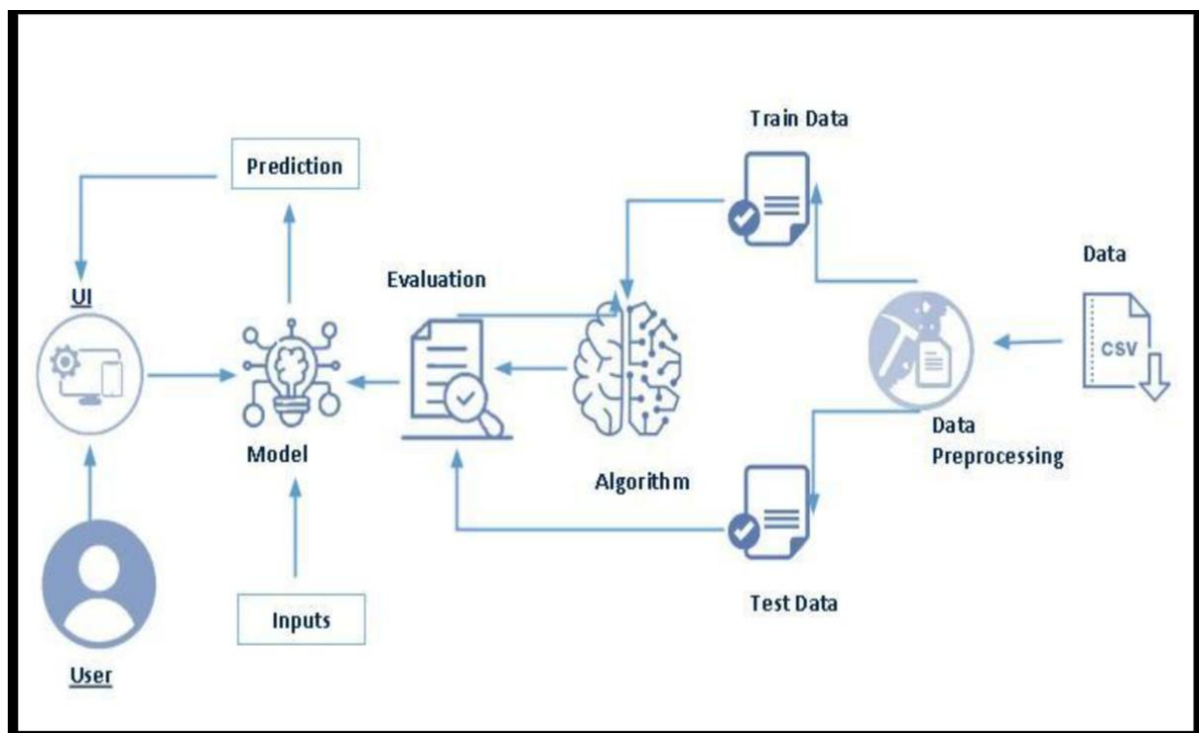 Train Data
Prediction
Data
Evaluation
UI
CSV
Data
Preprocessing
Model
Algorithm
Test Data
Inputs
User